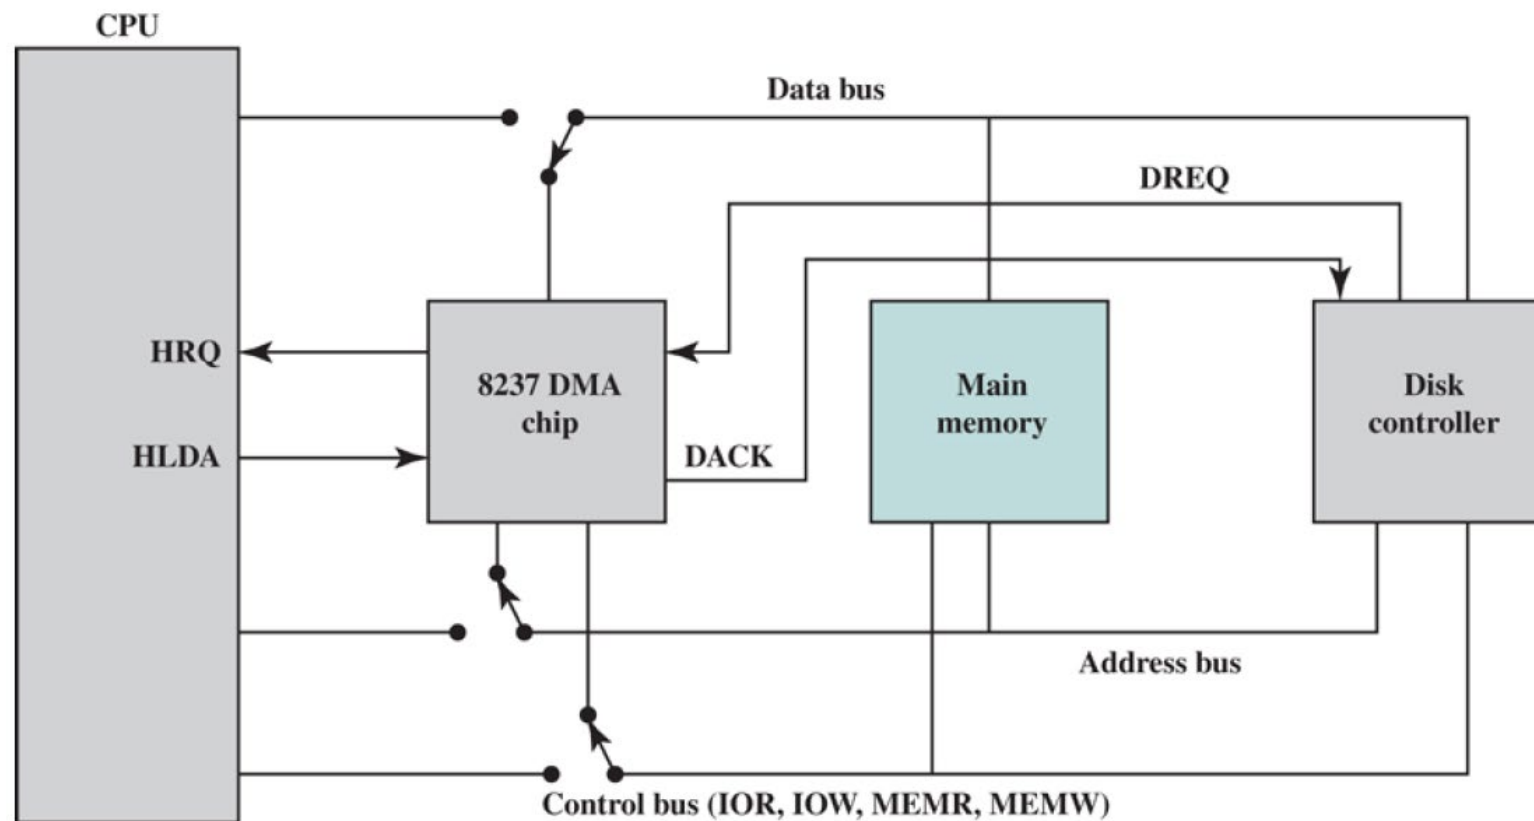 CPU
Data bus
DREQ
HRQ
8237 DMA
chip
Main
memory
Disk
controller
HLDA
DACK
Address bus
Control bus (IOR, IOW, MEMR, MEMW)